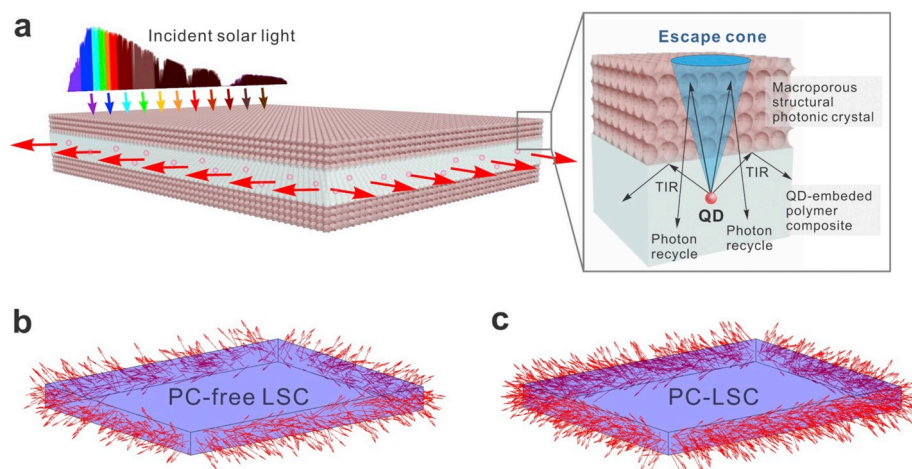 a
Incident solar light
Escape cone
Macroporous
structural
photonic crystal
TIR
TIR
QD
QD-embeded
polymer
composite
Photon
recycle
Photon
recycle
b
PC-free LSC
c
PC-LSC